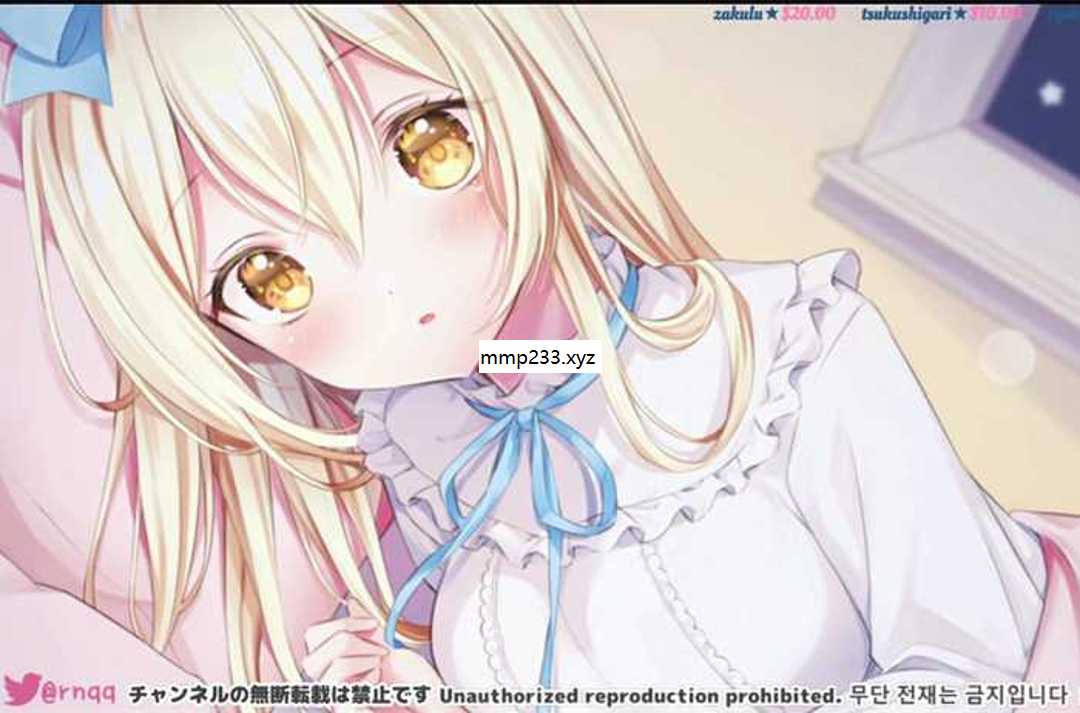 zakulu★$20.00 tsukushigari★$10.00
mmp233.xyz
@rnqq チャンネルの無断転載は禁止です Unauthorized reproduction prohibited. 무단 전재는 금지입니다